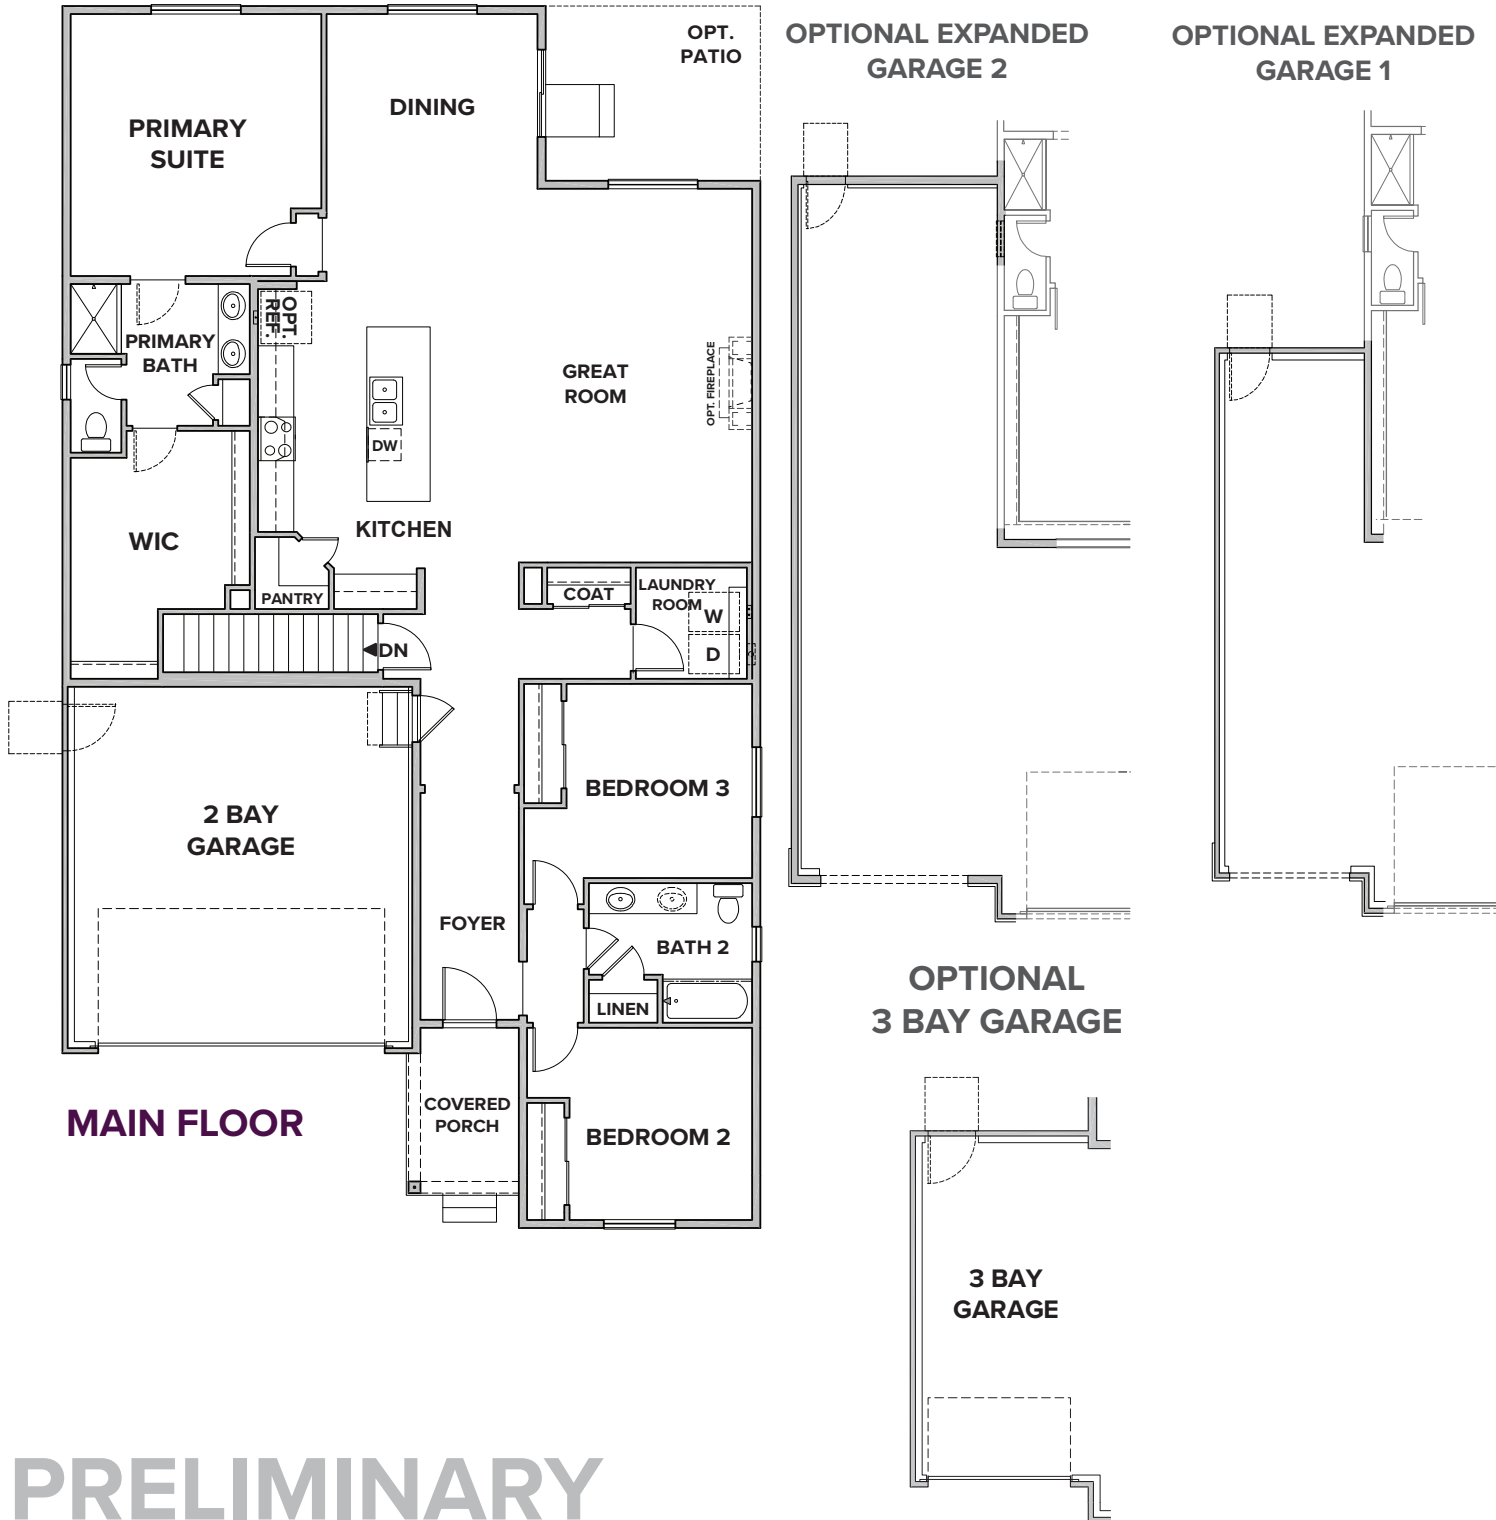 OPT.
PATIO
OPTIONAL EXPANDED
GARAGE 2
OPTIONAL EXPANDED
GARAGE 1
DINING
PRIMARY
SUITE
OPT.
REF.
PRIMARY
BATH
GREAT
ROOM
OPT. FIREPLACE
DW
KITCHEN
WIC
PANTRY
COAT
LAUNDRY
ROOM
W
D
DN
BEDROOM 3
2 BAY
GARAGE
FOYER
BATH 2
LINEN
OPTIONAL
3 BAY GARAGE
COVERED
PORCH
MAIN FLOOR
BEDROOM 2
3 BAY
GARAGE
PRELIMINARY